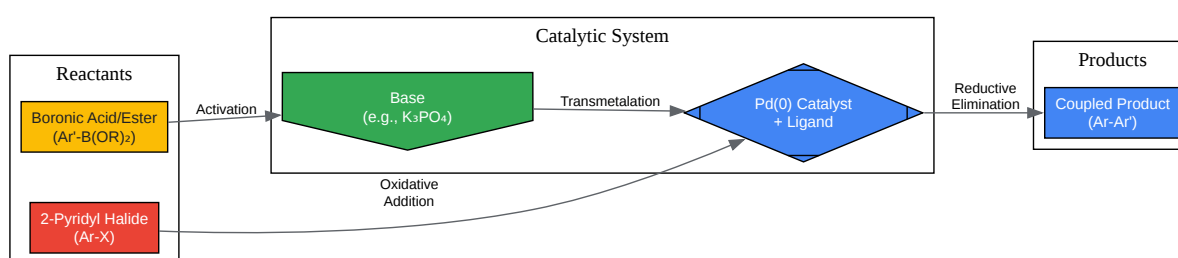 Reactants
Boronic Acid/Ester
(Ar'-B(OR)₂)
2-Pyridyl Halide
(Ar-X)
Activation
Catalytic System
Base
(e.g., K₃PO₄)
Transmetalation
Pd(0) Catalyst
+ Ligand
Oxidative
Addition
Reductive
Elimination
Products
Coupled Product
(Ar-Ar')